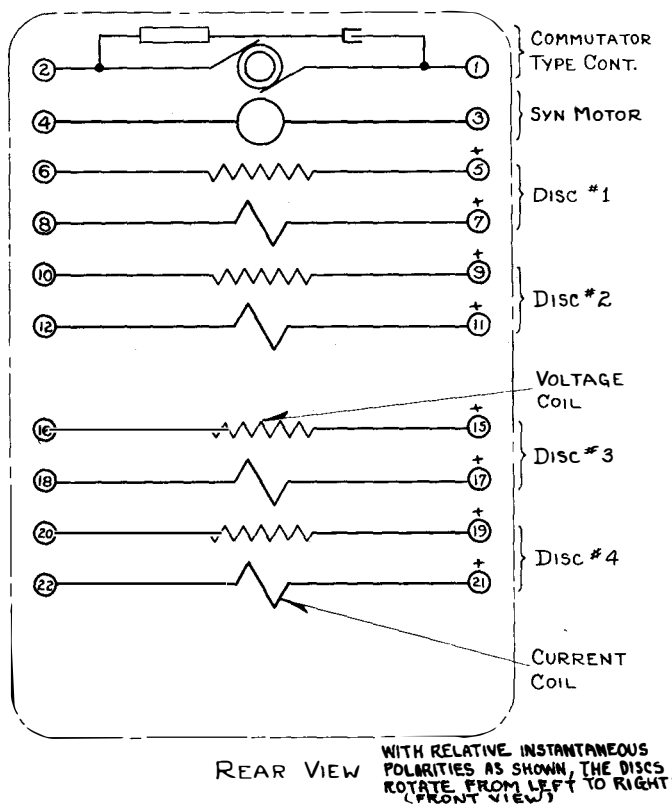 COMMUTATOR
TYPE CONT.
2
1
4
3
SYN MOTOR
+
6
5
DISC #1
+
8
7
+
10
9
DISC #2
+
12
11
VOLTAGE
COIL
+
16
15
DISC #3
+
18
17
+
20
19
DISC #4
+
22
21
CURRENT
COIL
REAR VIEW
WITH RELATIVE INSTANTANEOUS
POLARITIES AS SHOWN, THE DISCS
ROTATE FROM LEFT TO RIGHT
(FRONT VIEW)